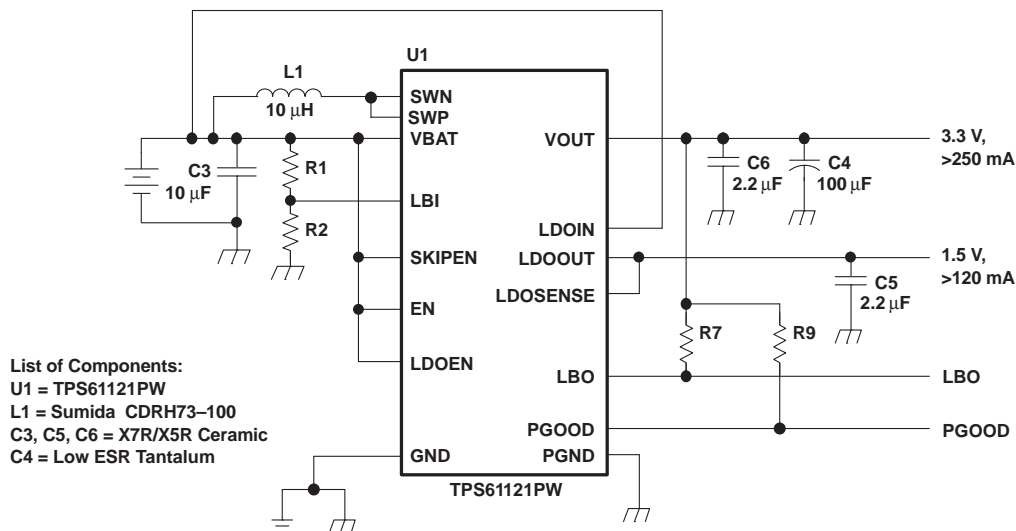 U1
L1
10 µH
SWN
SWP
VBAT
VOUT
3.3 V,
>250 mA
C3
10 µF
R1
C6
2.2 µF
C4
100 µF
LBI
R2
LDOIN
SKIPEN
LDOOUT
1.5 V,
>120 mA
LDOSENSE
C5
2.2 µF
EN
R7
R9
LDOEN
LBO
LBO
List of Components:
U1 = TPS61121PW
L1 = Sumida CDRH73–100
C3, C5, C6 = X7R/X5R Ceramic
C4 = Low ESR Tantalum
PGOOD
PGOOD
GND
PGND
TPS61121PW